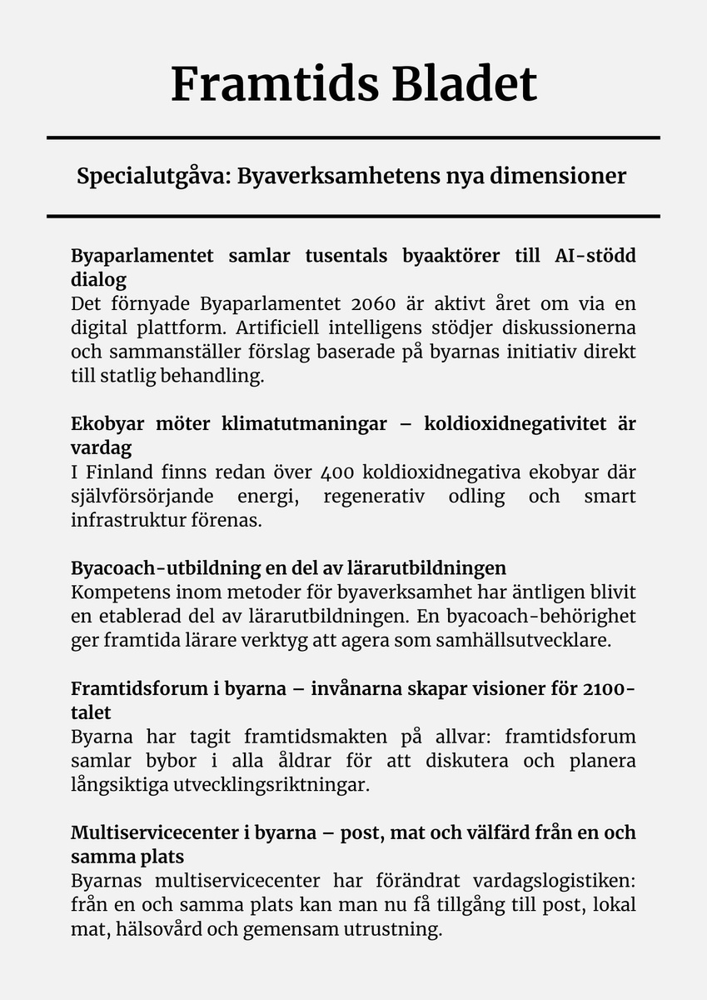 Framtids Bladet
Specialutgåva: Byaverksamhetens nya dimensioner
Byaparlamentet samlar tusentals byaaktörer till AI-stödd
dialog
Det förnyade Byaparlamentet 2060 är aktivt året om via en
digital plattform. Artificiell intelligens stödjer diskussionerna
och sammanställer förslag baserade på byarnas initiativ direkt
till statlig behandling.
Ekobyar möter klimatutmaningar – koldioxidnegativitet är
vardag
I Finland finns redan över 400 koldioxidnegativa ekobyar där
självförsörjande energi, regenerativ odling och smart
infrastruktur förenas.
Byacoach-utbildning en del av lärarutbildningen
Kompetens inom metoder för byaverksamhet har äntligen blivit
en etablerad del av lärarutbildningen. En byacoach-behörighet
ger framtida lärare verktyg att agera som samhällsutvecklare.
Framtidsforum i byarna – invånarna skapar visioner för 2100-
talet
Byarna har tagit framtidsmakten på allvar: framtidsforum
samlar bybor i alla åldrar för att diskutera och planera
långsiktiga utvecklingsriktningar.
Multiservicecenter i byarna – post, mat och välfärd från en och
samma plats
Byarnas multiservicecenter har förändrat vardagslogistiken:
från en och samma plats kan man nu få tillgång till post, lokal
mat, hälsovård och gemensam utrustning.